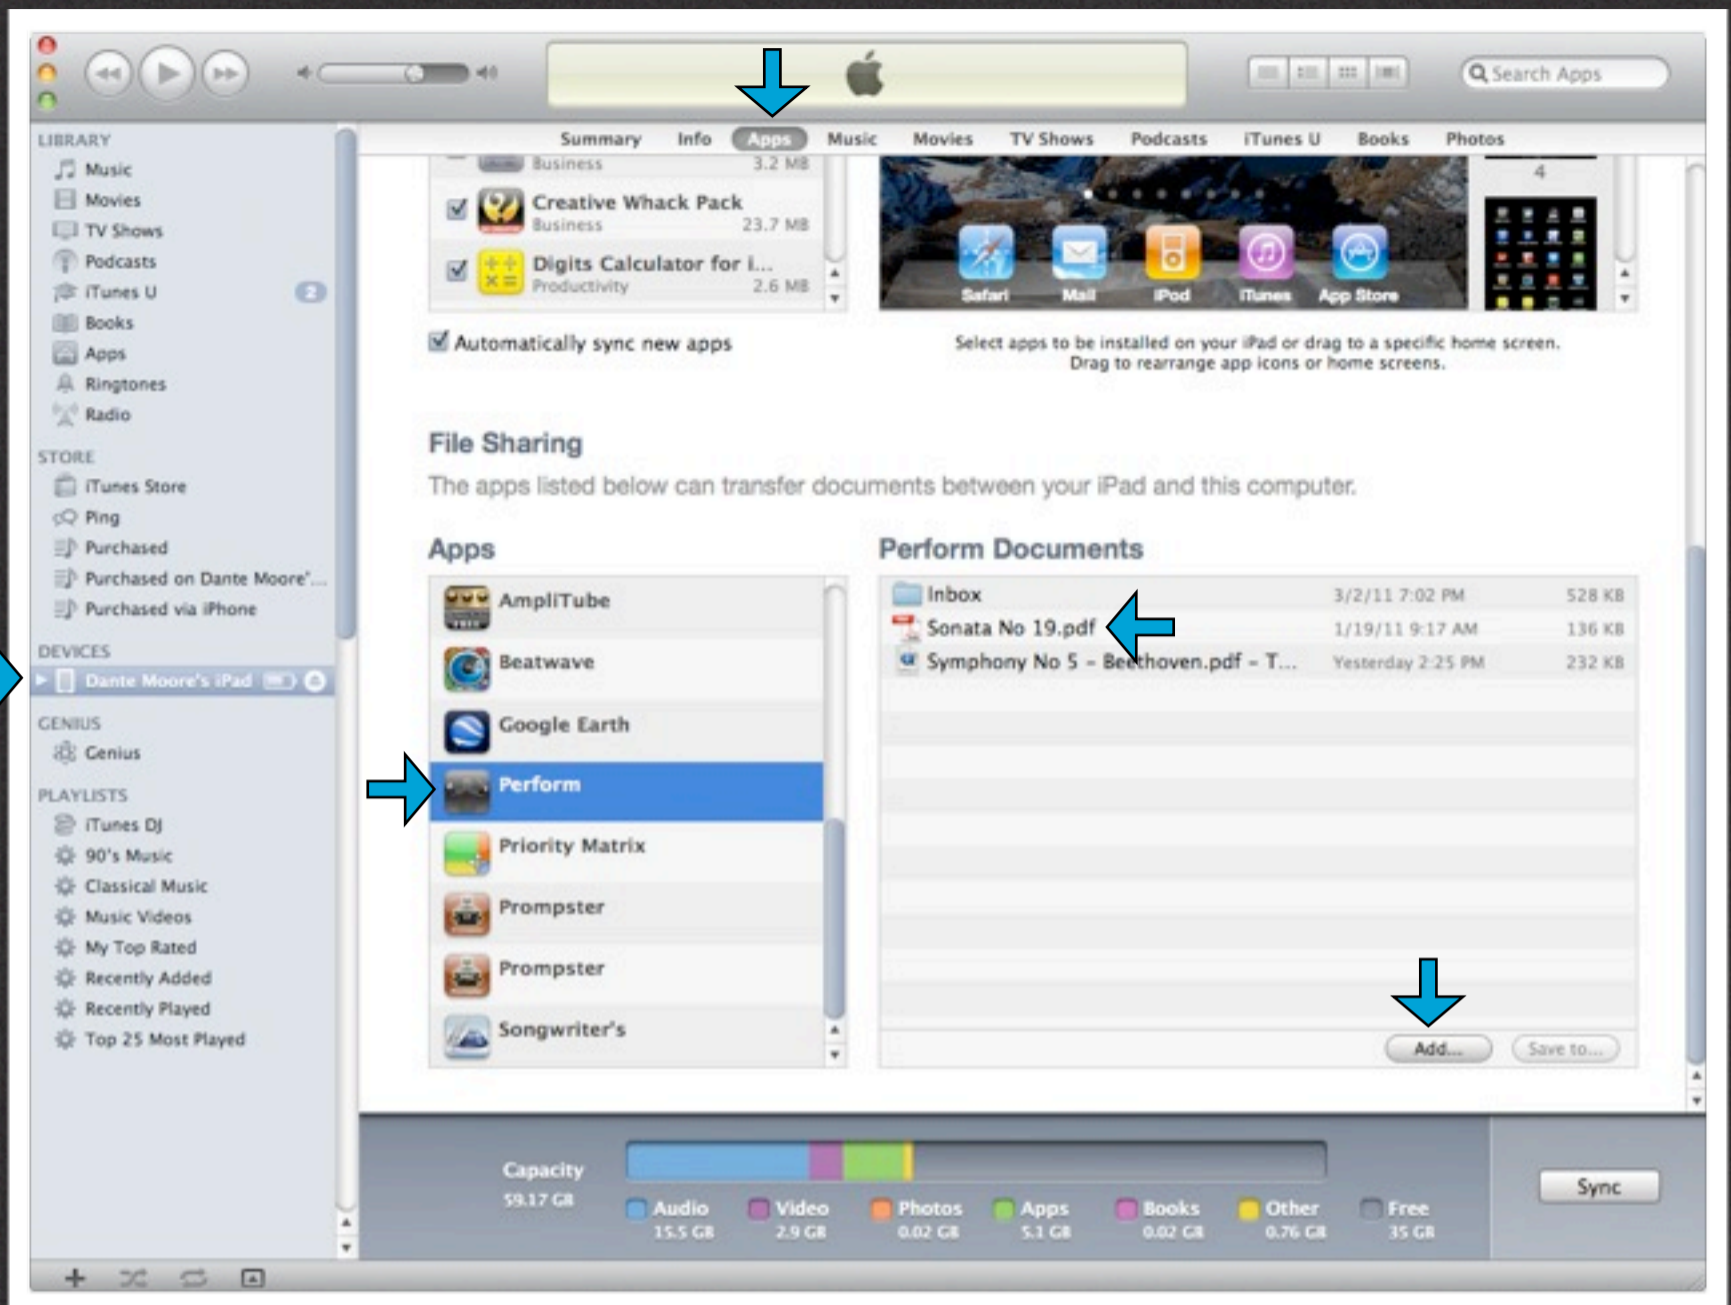 Search Apps
LIBRARY
Music
Movies
TV Shows
Podcasts
iTunes U 2
Books
Apps
Ringtones
Radio
STORE
iTunes Store
Ping
Purchased
Purchased on Dante Moore'...
Purchased via iPhone
DEVICES
Dante Moore's iPad
GENIUS
Genius
PLAYLISTS
iTunes DJ
90's Music
Classical Music
Music Videos
My Top Rated
Recently Added
Recently Played
Top 25 Most Played
Summary Info Apps Music Movies TV Shows Podcasts iTunes U Books Photos
Business 3.2 MB
Creative Whack Pack
Business 23.7 MB
Digits Calculator for i...
Productivity 2.6 MB
Automatically sync new apps
4
Safari Mail iPod iTunes App Store
Select apps to be installed on your iPad or drag to a specific home screen.
Drag to rearrange app icons or home screens.
File Sharing
The apps listed below can transfer documents between your iPad and this computer.
Apps
AmpliTube
Beatwave
Google Earth
Perform
Priority Matrix
Prompster
Prompster
Songwriter's
Perform Documents
Inbox 3/2/11 7:02 PM 528 KB
Sonata No 19.pdf 1/19/11 9:17 AM 136 KB
Symphony No 5 – Beethoven.pdf – T... Yesterday 2:25 PM 232 KB
Add... Save to...
Capacity
59.17 GB
Audio Video Photos Apps Books Other Free
15.5 GB 2.9 GB 0.02 GB 5.1 GB 0.02 GB 0.76 GB 35 GB
Sync